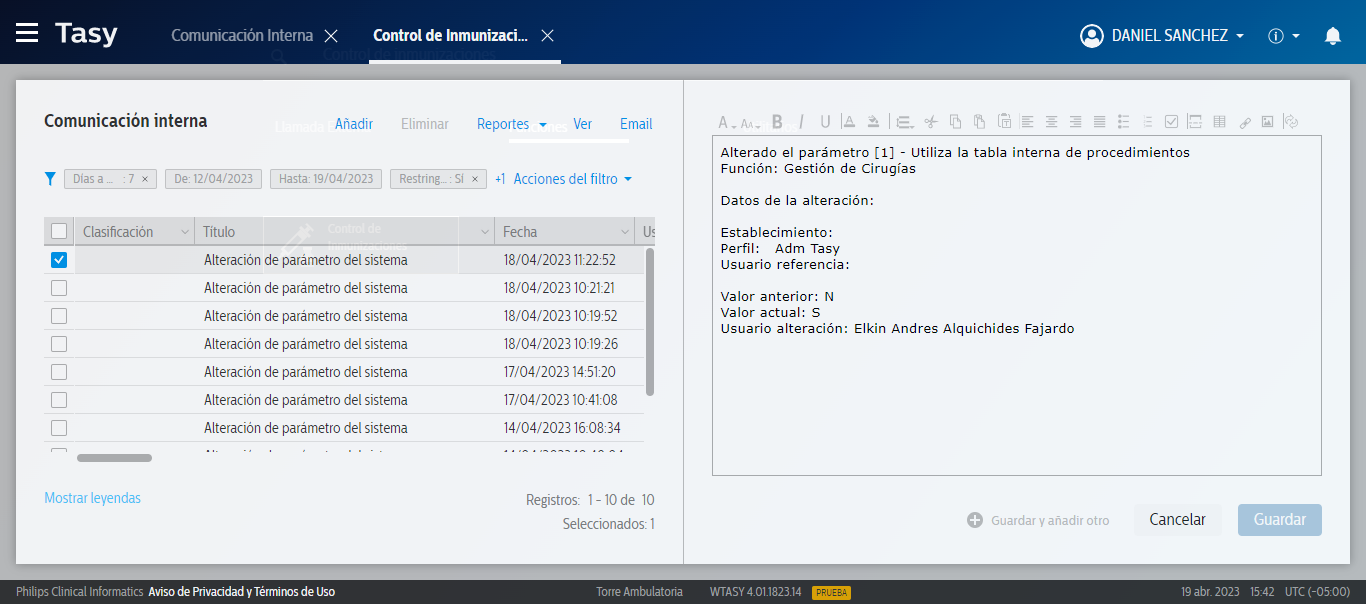 Tasy
Comunicación Interna
Control de Inmunizaci...
DANIEL SANCHEZ
Control de inmunizaciones
Comunicación interna
Añadir
Eliminar
Reportes
Ver
Email
Días a ... : 7 ×
De: 12/04/2023
Hasta: 19/04/2023
Restring... : Sí ×
+1 Acciones del filtro
Clasificación
Título
Fecha
Us
Control de
Inmunizaciones
Alteración de parámetro del sistema 18/04/2023 11:22:52
Alteración de parámetro del sistema 18/04/2023 10:21:21
Alteración de parámetro del sistema 18/04/2023 10:19:52
Alteración de parámetro del sistema 18/04/2023 10:19:26
Alteración de parámetro del sistema 17/04/2023 14:51:20
Alteración de parámetro del sistema 17/04/2023 10:41:08
Alteración de parámetro del sistema 14/04/2023 16:08:34
Mostrar leyendas
Registros: 1 - 10 de 10
Seleccionados: 1
Alterado el parámetro [1] - Utiliza la tabla interna de procedimientos
Función: Gestión de Cirugías
Datos de la alteración:
Establecimiento:
Perfil: Adm Tasy
Usuario referencia:
Valor anterior: N
Valor actual: S
Usuario alteración: Elkin Andres Alquichides Fajardo
Guardar y añadir otro
Cancelar
Guardar
Philips Clinical Informatics Aviso de Privacidad y Términos de Uso
Torre Ambulatoria
WTASY 4.01.1823.14
PRUEBA
19 abr. 2023 15:42 UTC (-05:00)